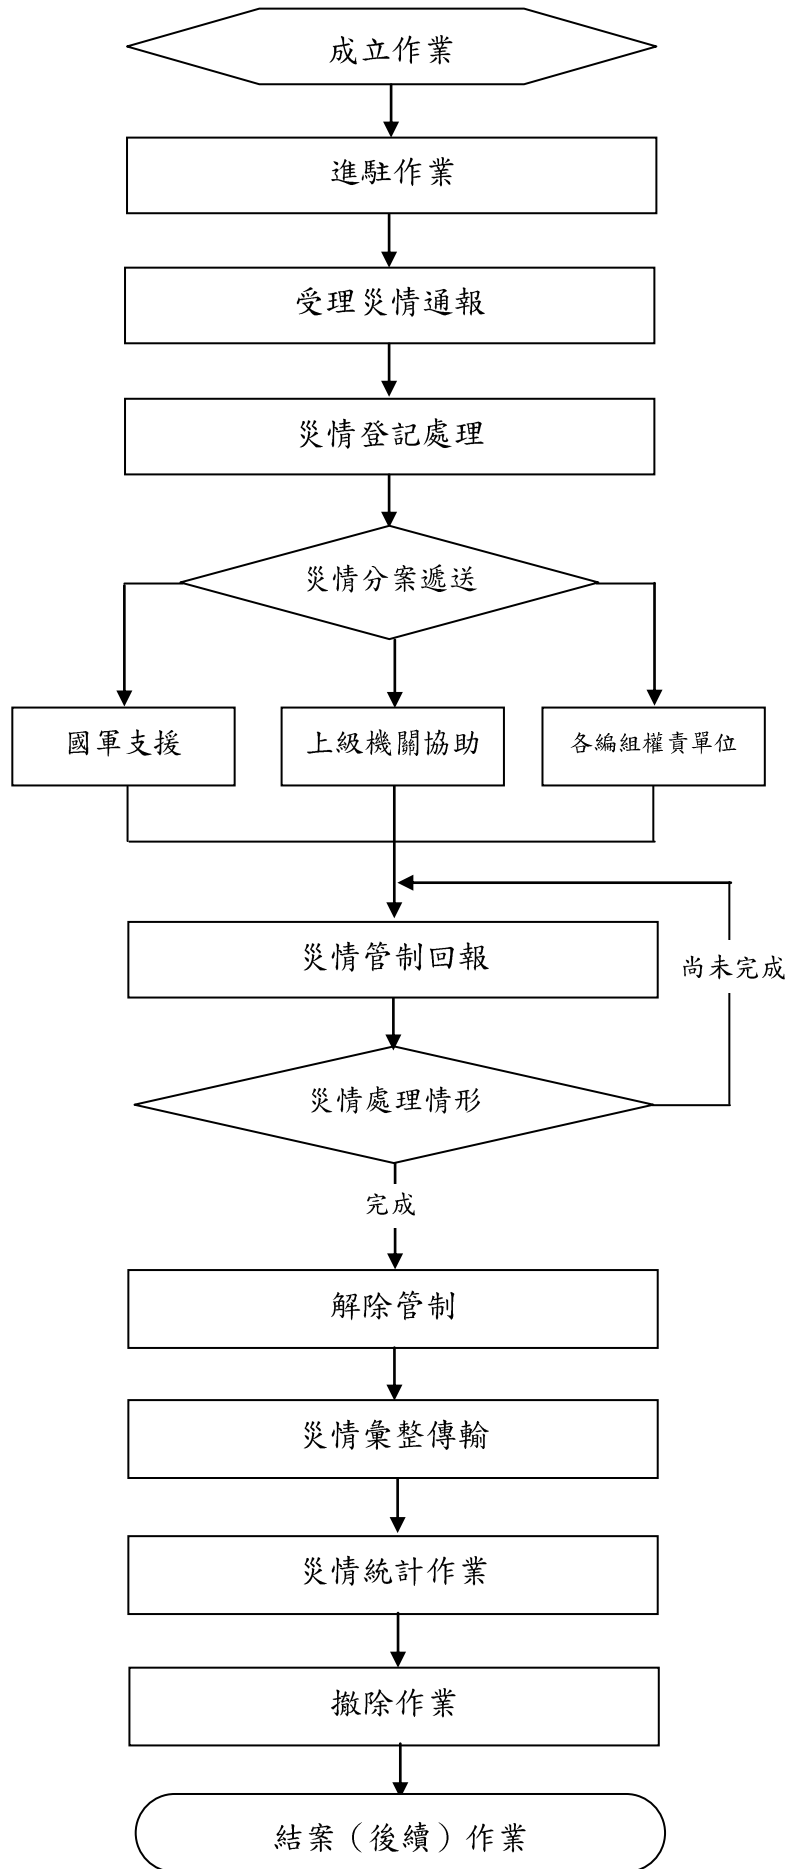 成立作業
進駐作業
受理災情通報
災情登記處理
災情分案遞送
國軍支援
上級機關協助
各編組權責單位
災情管制回報
尚未完成
災情處理情形
完成
解除管制
災情彙整傳輸
災情統計作業
撤除作業
結案（後續）作業